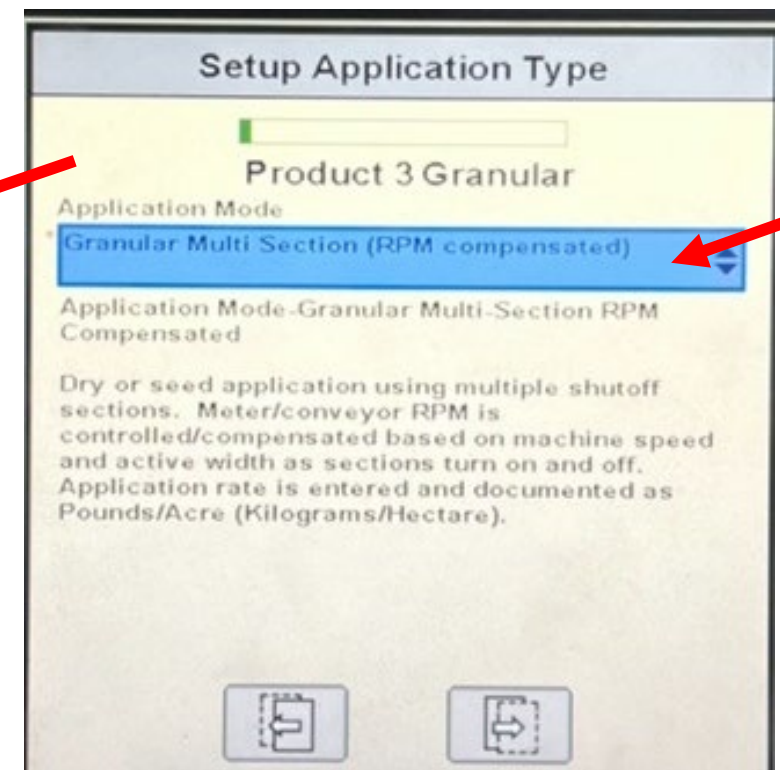 Setup Application Type
Product 3 Granular
Application Mode
* Granular Multi Section (RPM compensated)
Application Mode-Granular Multi-Section RPM
Compensated
Dry or seed application using multiple shutoff
sections. Meter/conveyor RPM is
controlled/compensated based on machine speed
and active width as sections turn on and off.
Application rate is entered and documented as
Pounds/Acre (Kilograms/Hectare).